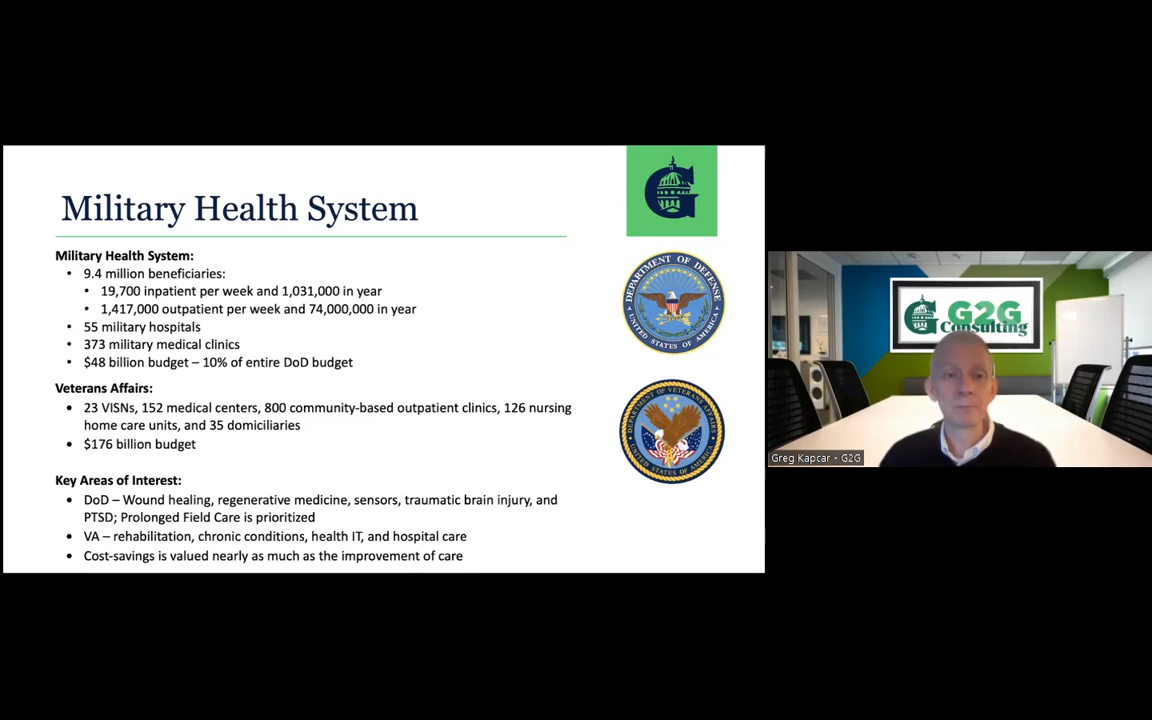 Military Health System
Military Health System:
• 9.4 million beneficiaries:
• 19,700 inpatient per week and 1,031,000 in year
• 1,417,000 outpatient per week and 74,000,000 in year
• 55 military hospitals
• 373 military medical clinics
• $48 billion budget – 10% of entire DoD budget
Veterans Affairs:
• 23 VISNs, 152 medical centers, 800 community-based outpatient clinics, 126 nursing
home care units, and 35 domiciliaries
• $176 billion budget
Key Areas of Interest:
• DoD – Wound healing, regenerative medicine, sensors, traumatic brain injury, and
PTSD; Prolonged Field Care is prioritized
• VA – rehabilitation, chronic conditions, health IT, and hospital care
• Cost-savings is valued nearly as much as the improvement of care
G
DEPARTMENT OF DEFENSE
UNITED STATES OF AMERICA
DEPARTMENT OF VETERANS AFFAIRS
UNITED STATES OF AMERICA
G G2G
Consulting
Greg Kapcar - G2G